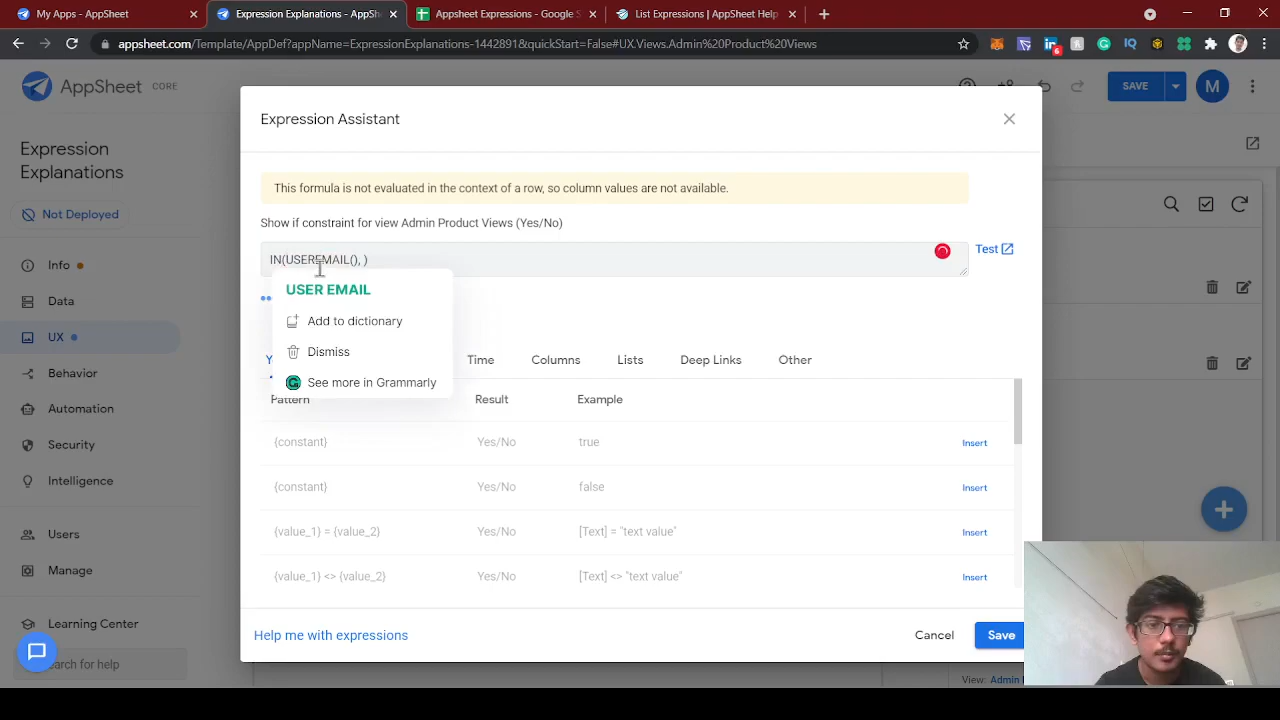 My Apps - AppSheet
Expression Explanations - AppSh
Appsheet Expressions - Google S
List Expressions | AppSheet Help
appsheet.com/Template/AppDef?appName=ExpressionExplanations-1442891&quickStart=False#UX.Views.Admin%20Product%20Views
6
IQ
AppSheet CORE
SAVE
M
Expression Assistant
Expression
Explanations
Not Deployed
This formula is not evaluated in the context of a row, so column values are not available.
Show if constraint for view Admin Product Views (Yes/No)
IN(USEREMAIL(), )
Test
USER EMAIL
Add to dictionary
Dismiss
See more in Grammarly
Info
Data
UX
Behavior
Automation
Security
Intelligence
Users
Manage
Learning Center
earch for help
Y
Time
Columns
Lists
Deep Links
Other
Pattern
Result
Example
{constant}
Yes/No
true
Insert
{constant}
Yes/No
false
Insert
{value_1} = {value_2}
Yes/No
[Text] = "text value"
Insert
{value_1} <> {value_2}
Yes/No
[Text] <> "text value"
Insert
Help me with expressions
Cancel
Save
View: Admin